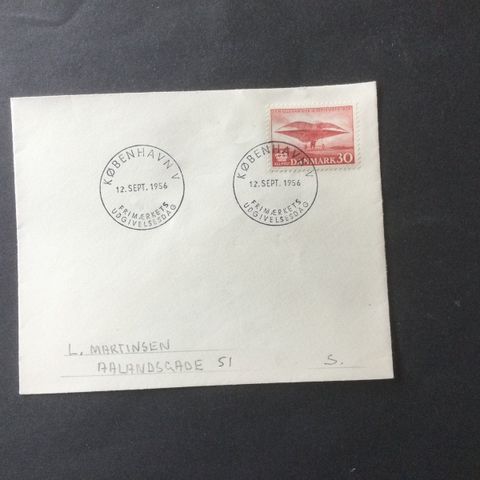 DANMARK 30
KØBENHAVN V
12. SEPT. 1956
FRIMÆRKETS
UDGIVELSESDAG
KØBENHAVN V
12. SEPT. 1956
FRIMÆRKETS
UDGIVELSESDAG
L. MARTINSEN
AALANDSGADE 51
S.